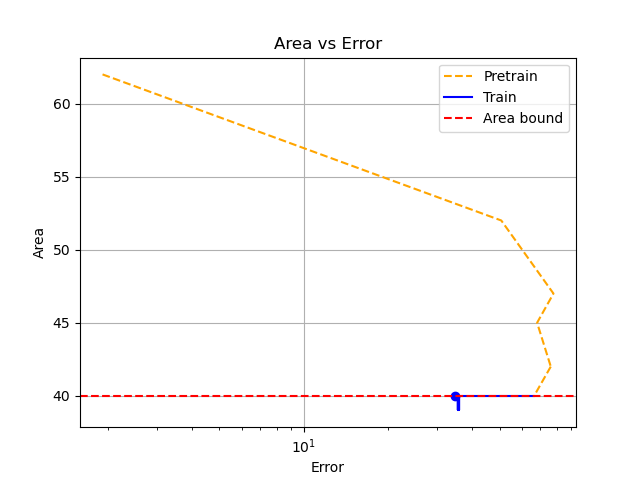 Area vs Error
Pretrain
Train
Area bound
60
55
50
45
40
Area
10¹
Error